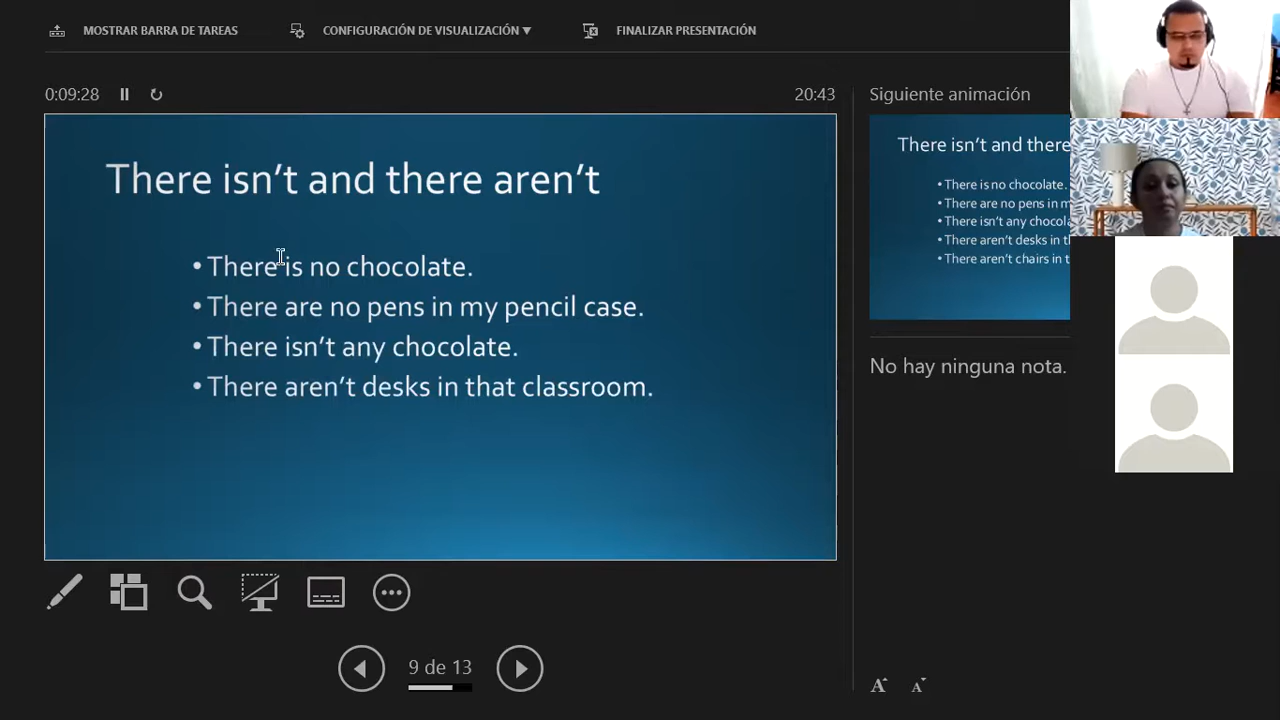 MOSTRAR BARRA DE TAREAS
CONFIGURACIÓN DE VISUALIZACIÓN ▼
FINALIZAR PRESENTACIÓN
0:09:28
20:43
There isn't and there aren't
• There is no chocolate.
• There are no pens in my pencil case.
• There isn't any chocolate.
• There aren't desks in that classroom.
9 de 13
Siguiente animación
There isn't and there
• There is no chocolate.
• There are no pens in m
• There isn't any chocola
• There aren't desks in th
• There aren't chairs in t
No hay ninguna nota.
A A